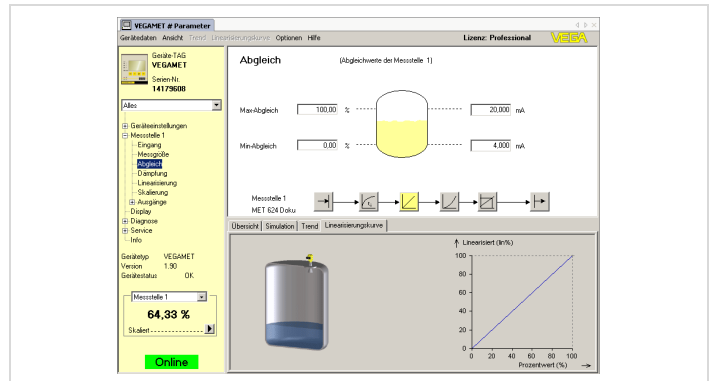 VEGAMET # Parameter
Gerätedaten Ansicht Trend Linearisierungskurve Optionen Hilfe
Lizenz: Professional
VEGA
Geräte-TAG
VEGAMET
Serien-Nr.
14179608
Alles
Geräteeinstellungen
Messstelle 1
Eingang
Messgröße
Abgleich
Dämpfung
Linearisierung
Skalierung
Ausgänge
Display
Diagnose
Service
Info
Gerätetyp VEGAMET
Version 1.90
Gerätestatus OK
Messstelle 1
64,33 %
Skaliert
Online
Abgleich (Abgleichwerte der Messstelle 1)
Max-Abgleich 100,00 % 20,000 mA
Min-Abgleich 0,00 % 4,000 mA
Messstelle 1
MET 624 Doku
Übersicht Simulation Trend Linearisierungskurve
Linearisiert (lin%)
100
80
60
40
20
0
0 20 40 60 80 100
Prozentwert (%)